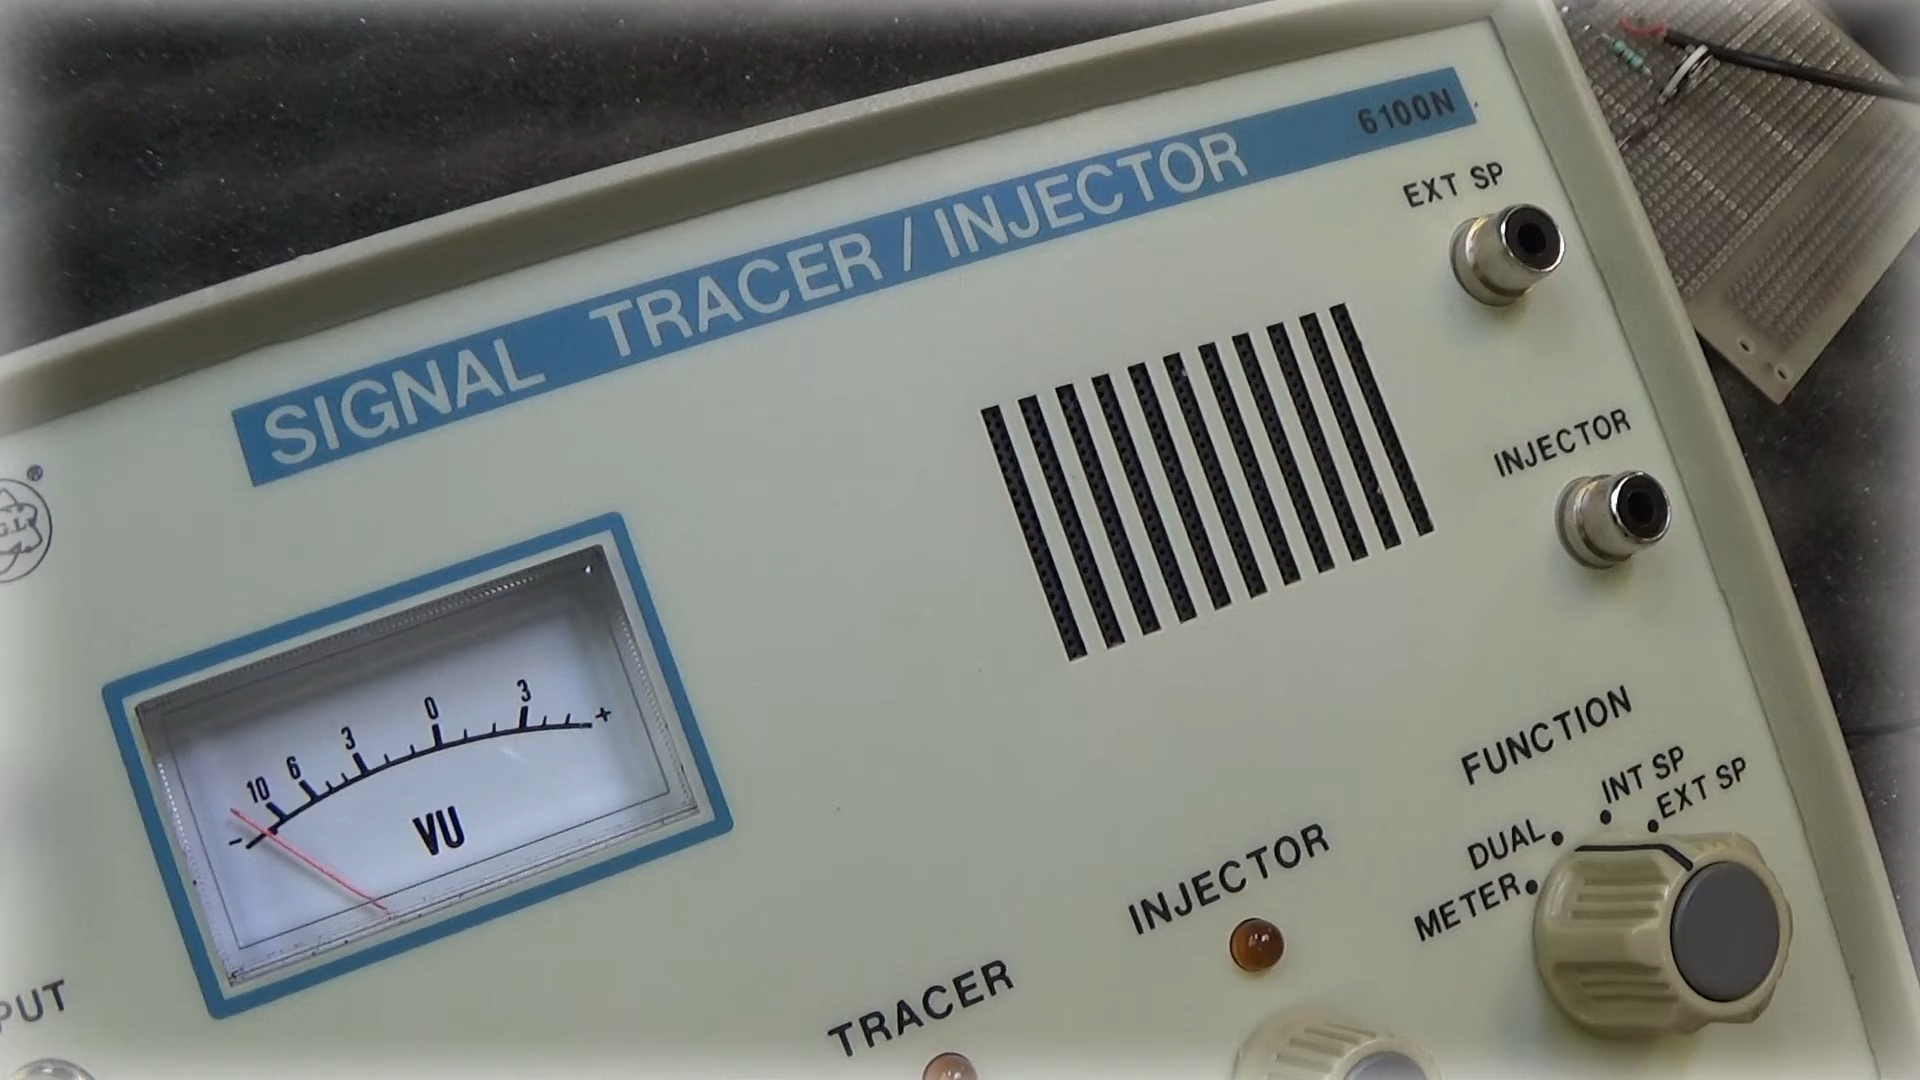 6100N
SIGNAL TRACER / INJECTOR
EXT SP
INJECTOR
®
10 6 3 0 3 +
-
VU
FUNCTION
INT SP
EXT SP
DUAL
METER
INJECTOR
TRACER
PUT